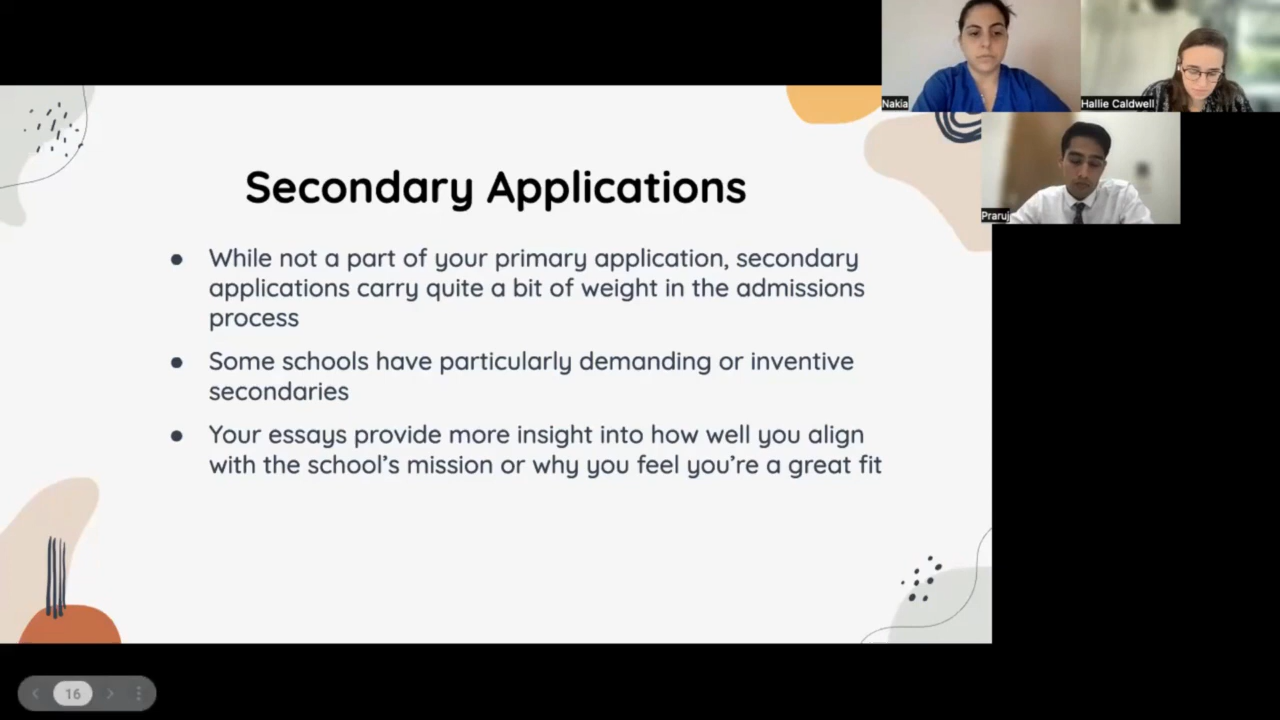 Nakia
Hallie Caldwell
Praruj
Secondary Applications
● While not a part of your primary application, secondary
applications carry quite a bit of weight in the admissions
process
● Some schools have particularly demanding or inventive
secondaries
● Your essays provide more insight into how well you align
with the school’s mission or why you feel you’re a great fit
16